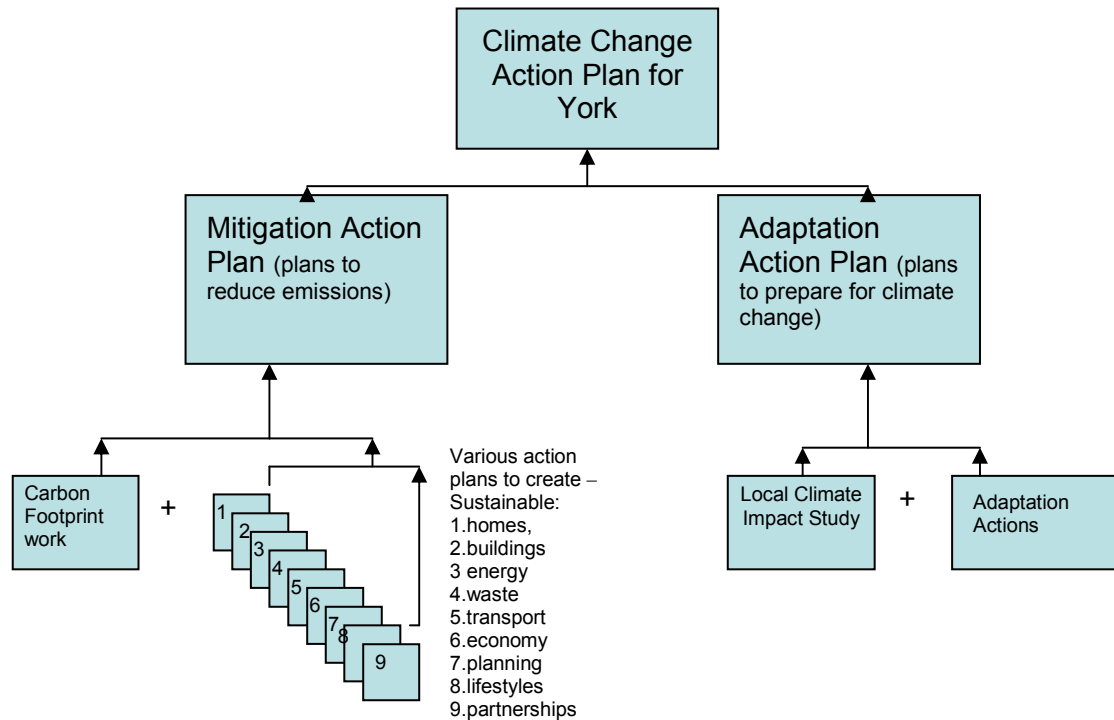 Climate Change
Action Plan for
York
Mitigation Action
Plan (plans to
reduce emissions)
Adaptation
Action Plan (plans
to prepare for climate
change)
Carbon
Footprint
work
+
1
2
3
4
5
6
7
8
9
Various action
plans to create –
Sustainable:
1.homes,
2.buildings
3 energy
4.waste
5.transport
6.economy
7.planning
8.lifestyles
9.partnerships
Local Climate
Impact Study
+
Adaptation
Actions